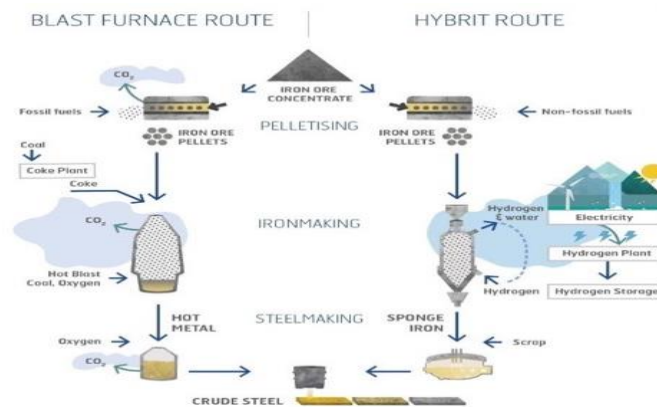 BLAST FURNACE ROUTE
HYBRIT ROUTE
CO₂
IRON ORE
CONCENTRATE
Fossil fuels
Non-fossil fuels
PELLETISING
IRON ORE
PELLETS
IRON ORE
PELLETS
Coal
Coke Plant
Coke
CO₂
IRONMAKING
Hydrogen
& water
Electricity
Hydrogen Plant
Hot Blast
Coal, Oxygen
Hydrogen
Hydrogen Storage
HOT
METAL
STEELMAKING
SPONGE
IRON
Oxygen
Scrap
CO₂
CRUDE STEEL